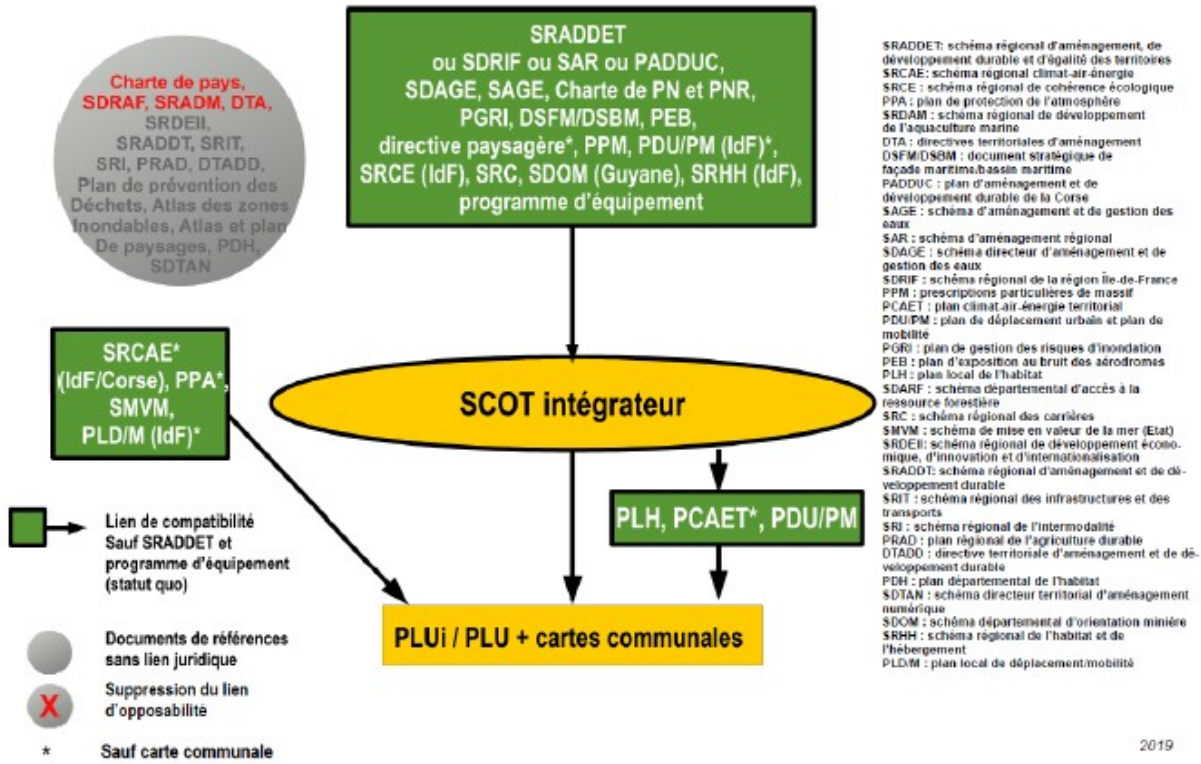 Charte de pays,
SDRAF, SRADM, DTA,
SRDEII,
SRADDT, SRIT,
SRI, PRAD, DTADD,
Plan de prévention des
Déchets, Atlas des zones
Inondables, Atlas et plan
De paysages, PDH,
SDTAN
SRADDET
ou SDRIF ou SAR ou PADDUC,
SDAGE, SAGE, Charte de PN et PNR,
PGRI, DSFM/DSBM, PEB,
directive paysagère*, PPM, PDU/PM (IdF)*,
SRCE (IdF), SRC, SDOM (Guyane), SRHH (IdF),
programme d'équipement
SRCAE*
(IdF/Corse), PPA*,
SMVM,
PLD/M (IdF)*
SCOT intégrateur
PLH, PCAET*, PDU/PM
PLUi / PLU + cartes communales
Lien de compatibilité
Sauf SRADDET et
programme d'équipement
(statut quo)
Documents de références
sans lien juridique
X
Suppression du lien
d'opposabilité
* Sauf carte communale
SRADDET: schéma régional d'aménagement, de
développement durable et d'égalité des territoires
SRCAE: schéma régional climat-air-énergie
SRCE : schéma régional de cohérence écologique
PPA : plan de protection de l'atmosphère
SRDAM : schéma régional de développement
de l'aquaculture marine
DTA : directives territoriales d'aménagement
DSFM/DSBM : document stratégique de
façade maritime/bassin maritime
PADDUC : plan d'aménagement et de
développement durable de la Corse
SAGE : schéma d'aménagement et de gestion des
eaux
SAR : schéma d'aménagement régional
SDAGE : schéma directeur d'aménagement et de
gestion des eaux
SDRIF : schéma régional de la région Île-de-France
PPM : prescriptions particulières de massif
PCAET : plan climat-air-énergie territorial
PDU/PM : plan de déplacement urbain et plan de
mobilité
PGRI : plan de gestion des risques d'inondation
PEB : plan d'exposition au bruit des aérodromes
PLH : plan local de l'habitat
SDARF : schéma départemental d'accès à la
ressource forestière
SRC : schéma régional des carrières
SMVM : schéma de mise en valeur de la mer (Etat)
SRDEII: schéma régional de développement écono-
mique, d'innovation et d'internationalisation
SRADDT: schéma régional d'aménagement et de dé-
veloppement durable
SRIT : schéma régional des infrastructures et des
transports
SRI : schéma régional de l'intermodalité
PRAD : plan régional de l'agriculture durable
DTADD : directive territoriale d'aménagement et de dé-
veloppement durable
PDH : plan départemental de l'habitat
SDTAN : schéma directeur territorial d'aménagement
numérique
SDOM : schéma départemental d'orientation minière
SRHH : schéma régional de l'habitat et de
l'hébergement
PLD/M : plan local de déplacement/mobilité
2019